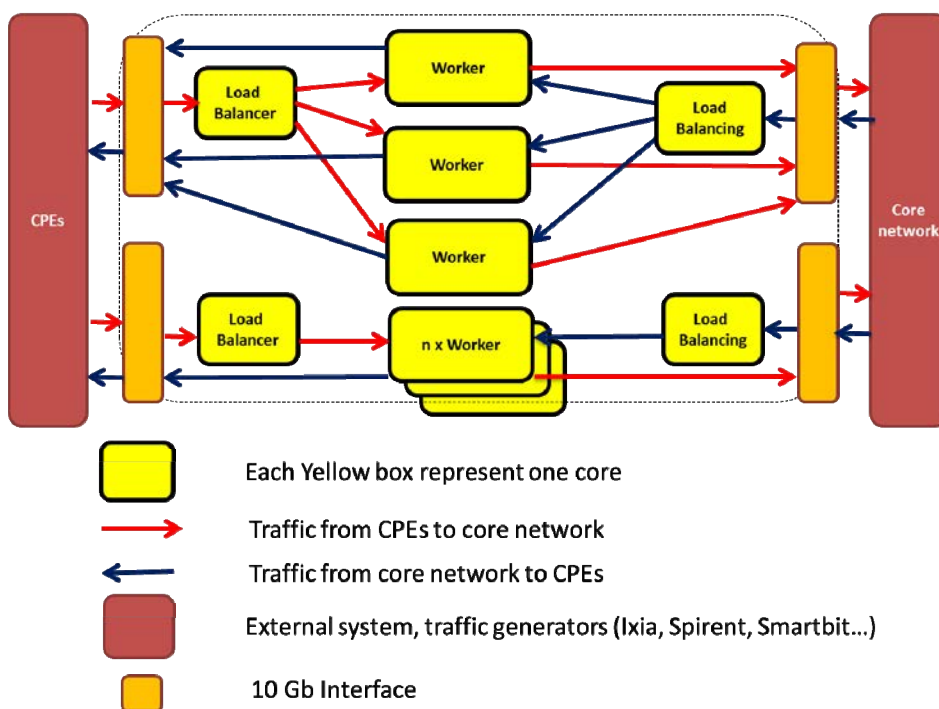 CPEs
Load
Balancer
Worker
Worker
Worker
Load
Balancing
Core
network
Load
Balancer
n x Worker
Load
Balancing
Each Yellow box represent one core
Traffic from CPEs to core network
Traffic from core network to CPEs
External system, traffic generators (Ixia, Spirent, Smartbit...)
10 Gb Interface